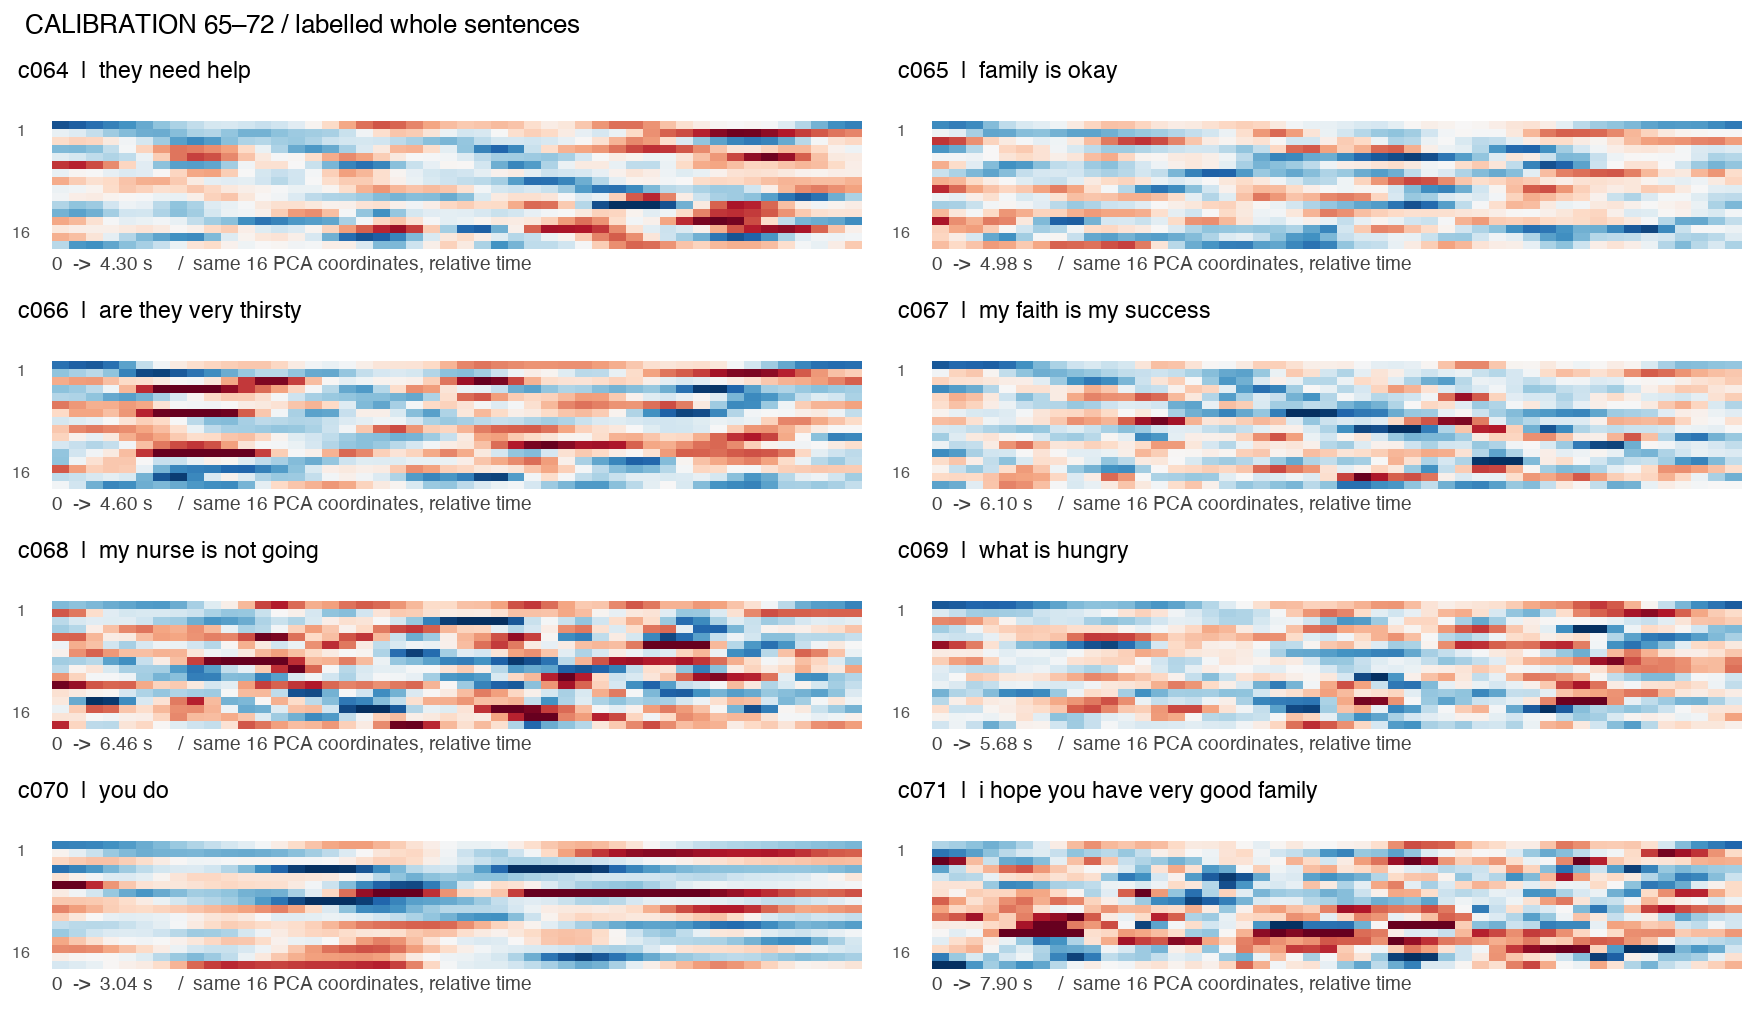 CALIBRATION 65–72 / labelled whole sentences
c064 | they need help
1
16
0 -> 4.30 s / same 16 PCA coordinates, relative time
c065 | family is okay
1
16
0 -> 4.98 s / same 16 PCA coordinates, relative time
c066 | are they very thirsty
1
16
0 -> 4.60 s / same 16 PCA coordinates, relative time
c067 | my faith is my success
1
16
0 -> 6.10 s / same 16 PCA coordinates, relative time
c068 | my nurse is not going
1
16
0 -> 6.46 s / same 16 PCA coordinates, relative time
c069 | what is hungry
1
16
0 -> 5.68 s / same 16 PCA coordinates, relative time
c070 | you do
1
16
0 -> 3.04 s / same 16 PCA coordinates, relative time
c071 | i hope you have very good family
1
16
0 -> 7.90 s / same 16 PCA coordinates, relative time